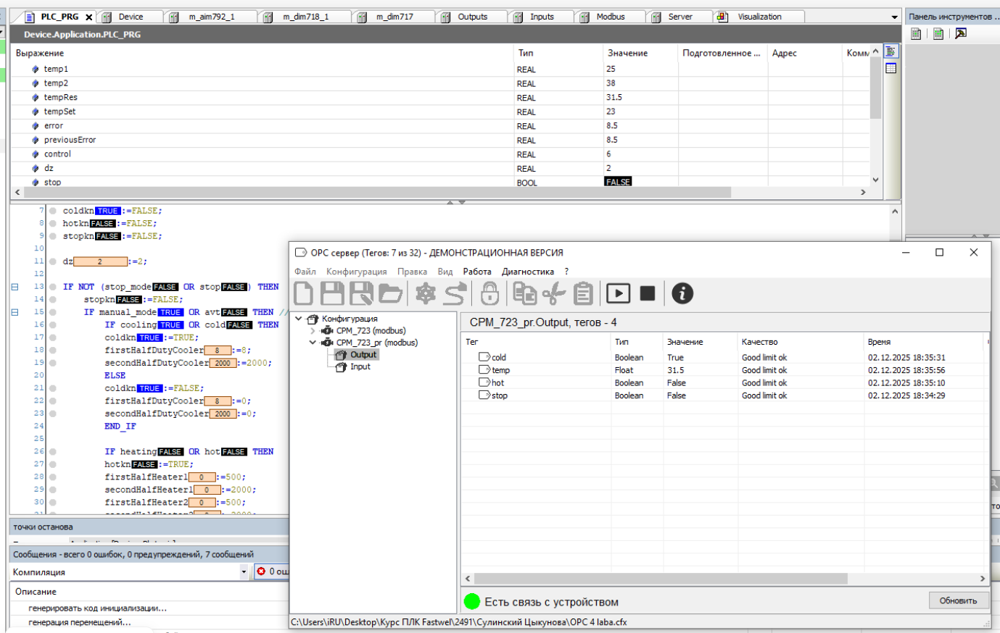 PLC_PRG Device m_aim792_1 m_dim718_1 m_dim717 Outputs Inputs Modbus Server Visualization
Панель инструментов ...
Device.Application.PLC_PRG
Выражение Тип Значение Подготовленное ... Адрес Комм
temp1 REAL 25
temp2 REAL 38
tempRes REAL 31.5
tempSet REAL 23
error REAL 8.5
previousError REAL 8.5
control REAL 6
dz REAL 2
stop BOOL FALSE
7 coldkn TRUE :=FALSE;
8 hotkn FALSE :=FALSE;
9 stopkn FALSE :=FALSE;
10
11 dz 2 :=2;
12
13 IF NOT (stop_mode FALSE OR stop FALSE ) THEN
14 stopkn FALSE :=FALSE;
15 IF manual_mode TRUE OR avt FALSE THEN //
16 IF cooling TRUE OR cold FALSE THEN
17 coldkn TRUE :=TRUE;
18 firstHalfDutyCooler 8 :=8;
19 secondHalfDutyCooler 2000 :=2000;
20 ELSE
21 coldkn TRUE :=FALSE;
22 firstHalfDutyCooler 8 :=0;
23 secondHalfDutyCooler 2000 :=0;
24 END_IF
25
26 IF heating FALSE OR hot FALSE THEN
27 hotkn FALSE :=TRUE;
28 firstHalfHeater1 0 :=500;
29 secondHalfHeater1 0 :=2000;
30 firstHalfHeater2 0 :=500;
точки останова
Сообщения - всего 0 ошибок, 0 предупреждений, 7 сообщений
Компиляция 0 ош
Описание
генерировать код инициализации...
генерация перемещений...
OPC сервер (Тегов: 7 из 32) - ДЕМОНСТРАЦИОННАЯ ВЕРСИЯ
Файл Конфигурация Правка Вид Работа Диагностика ?
Конфигурация
CPM_723 (modbus)
CPM_723_pr (modbus)
Output
Input
CPM_723_pr.Output, тегов - 4
Тег Тип Значение Качество Время
cold Boolean True Good limit ok 02.12.2025 18:35:31
temp Float 31.5 Good limit ok 02.12.2025 18:35:56
hot Boolean False Good limit ok 02.12.2025 18:35:10
stop Boolean False Good limit ok 02.12.2025 18:34:29
Есть связь с устройством
Обновить
C:\Users\iRU\Desktop\Курс ПЛК Fastwel\2491\Сулинский Цыкунова\OPC 4 laba.cfx